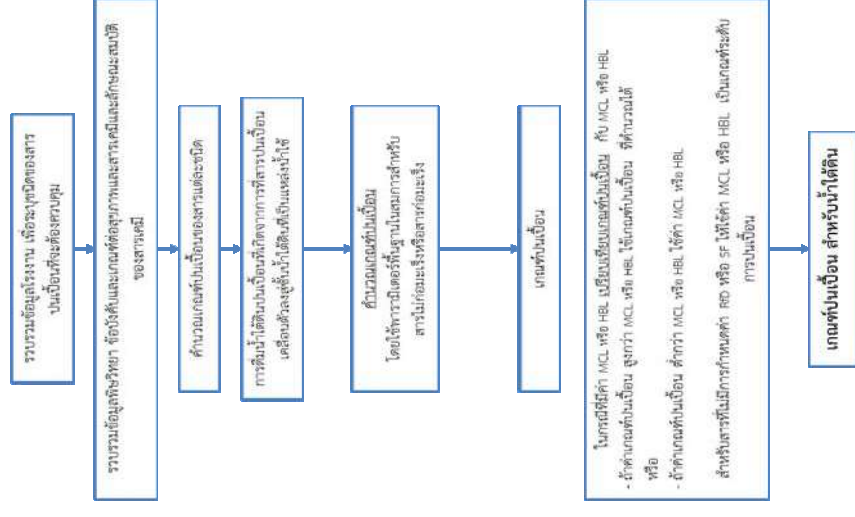 รวบรวมข้อมูลโรงงาน เพื่อระบุชนิดของสาร
ปนเปื้อนที่จะต้องควบคุม
รวบรวมข้อมูลพิษวิทยา ข้อบังคับและเกณฑ์ต่อสุขภาพและสารเคมีและลักษณะสมบัติ
ของสารเคมี
คำนวณเกณฑ์ปนเปื้อนของสารแต่ละชนิด
การดื่มน้ำใต้ดินปนเปื้อนที่เกิดจากการที่สารปนเปื้อน
เคลื่อนตัวลงสู่ชั้นน้ำใต้ดินที่เป็นแหล่งน้ำใช้
คำนวณเกณฑ์ปนเปื้อน
โดยใช้พารามิเตอร์พื้นฐานในสมการสำหรับ
สารไม่ก่อมะเร็งหรือสารก่อมะเร็ง
เกณฑ์ปนเปื้อน
ในกรณีที่มีค่า MCL หรือ HBL เปรียบเทียบเกณฑ์ปนเปื้อน กับ MCL หรือ HBL
- ถ้าค่าเกณฑ์ปนเปื้อน สูงกว่า MCL หรือ HBL ใช้เกณฑ์ปนเปื้อน ที่คำนวณได้
หรือ
- ถ้าค่าเกณฑ์ปนเปื้อน ต่ำกว่า MCL หรือ HBL ใช้ค่า MCL หรือ HBL
สำหรับสารที่ไม่มีการกำหนดค่า RfD หรือ SF ให้ใช้ค่า MCL หรือ HBL เป็นเกณฑ์ระดับ
การปนเปื้อน
เกณฑ์ปนเปื้อน สำหรับน้ำใต้ดิน